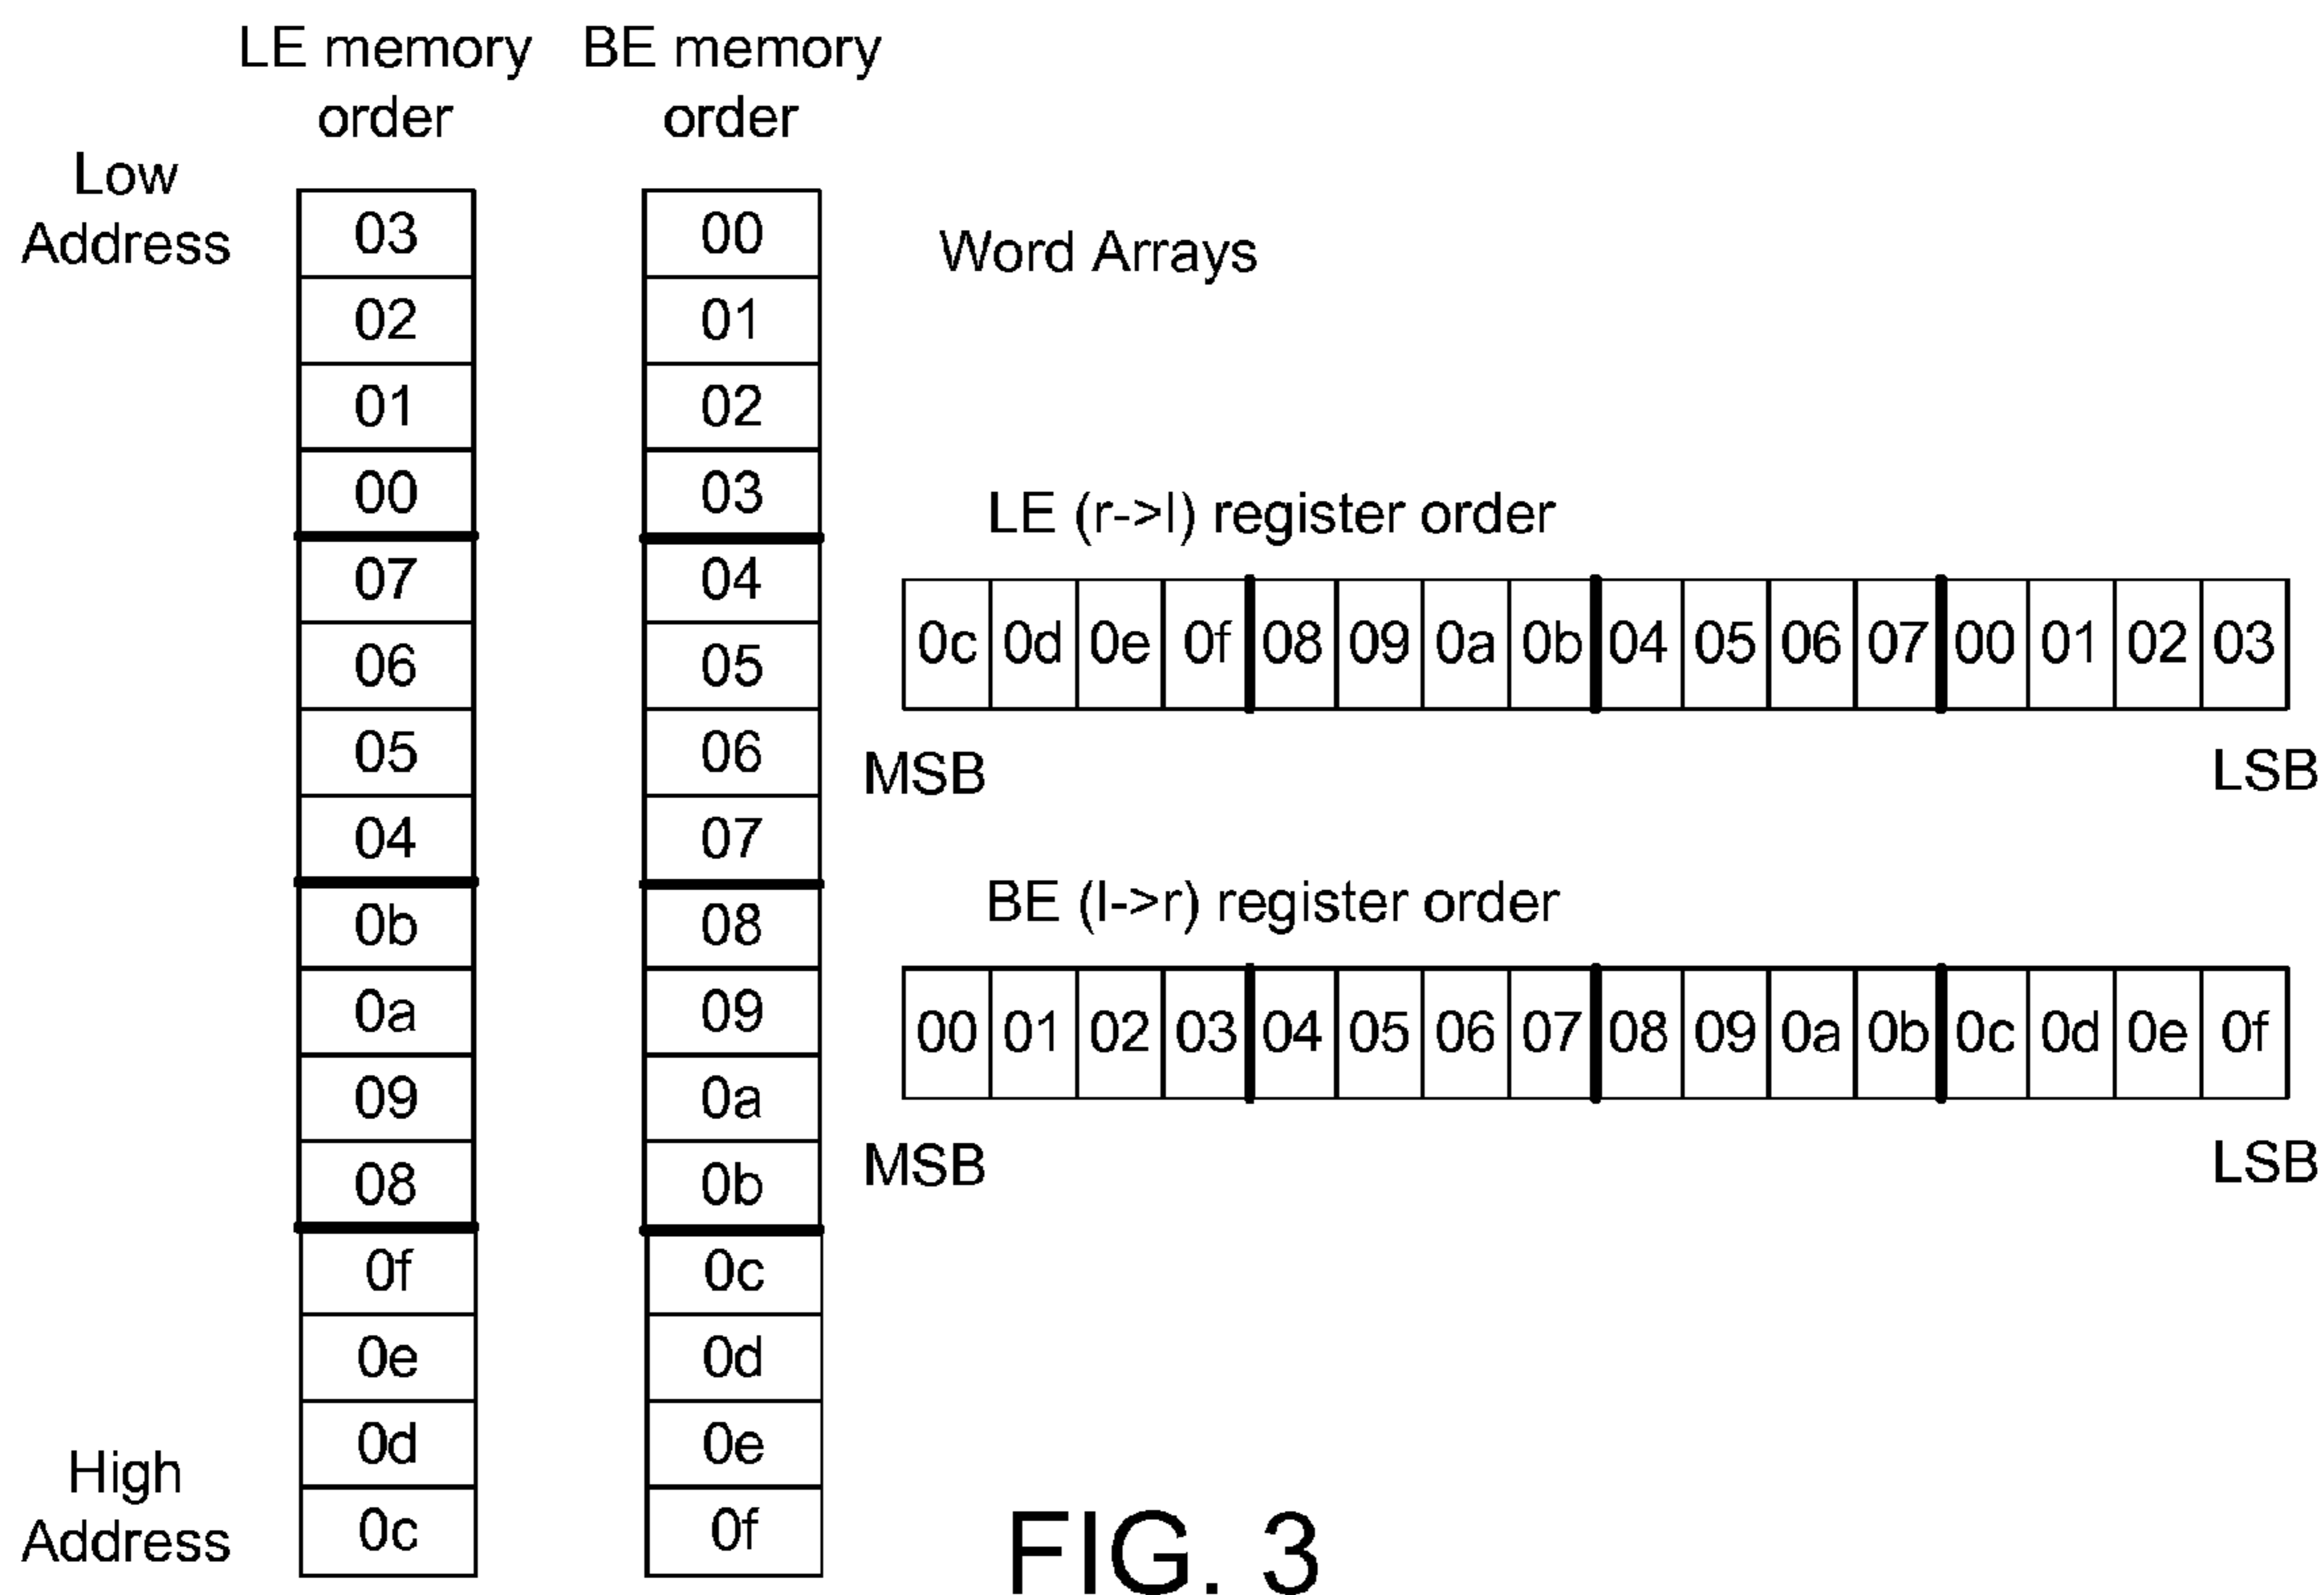 LE memory order
BE memory order
Low Address
High Address
03
02
01
00
07
06
05
04
0b
0a
09
08
0f
0e
0d
0c
00
01
02
03
04
05
06
07
08
09
0a
0b
0c
0d
0e
0f
Word Arrays
LE (r->l) register order
0c 0d 0e 0f 08 09 0a 0b 04 05 06 07 00 01 02 03
MSB LSB
BE (l->r) register order
00 01 02 03 04 05 06 07 08 09 0a 0b 0c 0d 0e 0f
MSB LSB
FIG. 3